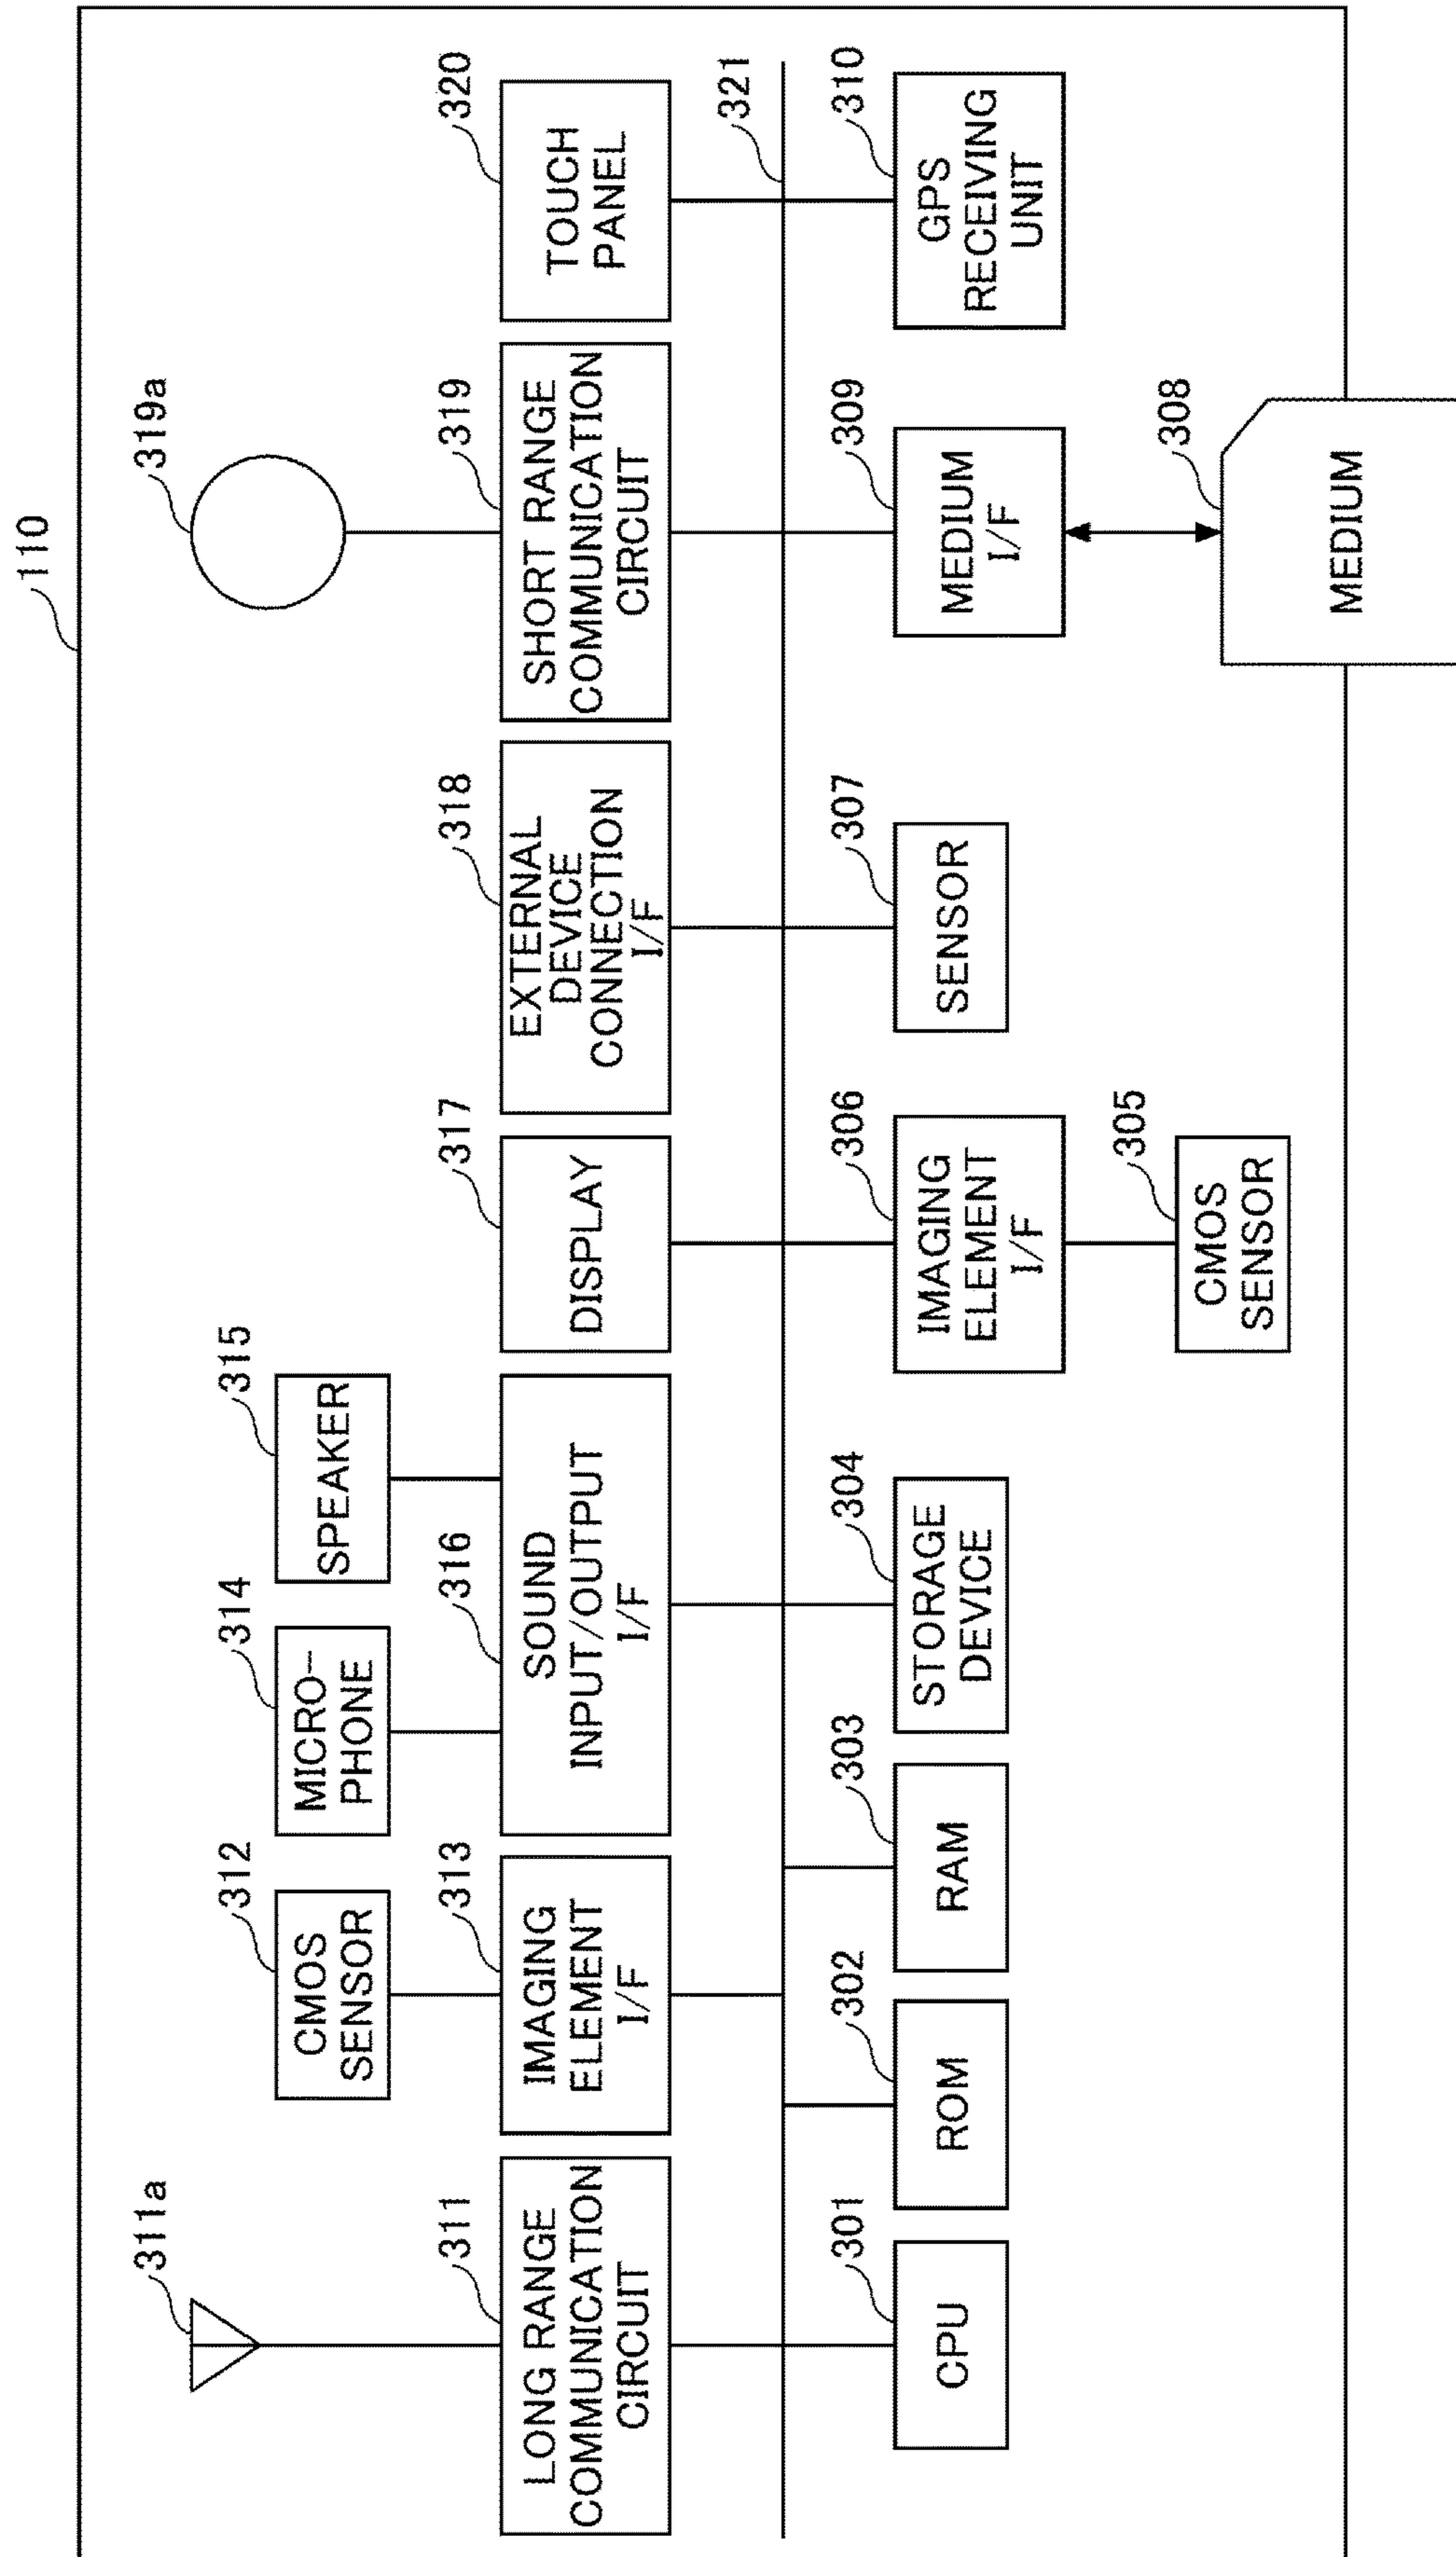 110
311a
319a
312
CMOS
SENSOR
314
MICRO-
PHONE
315
SPEAKER
311
LONG RANGE
COMMUNICATION
CIRCUIT
313
IMAGING
ELEMENT
I/F
316
SOUND
INPUT/OUTPUT
I/F
317
DISPLAY
318
EXTERNAL
DEVICE
CONNECTION
I/F
319
SHORT RANGE
COMMUNICATION
CIRCUIT
320
TOUCH
PANEL
321
301
CPU
302
ROM
303
RAM
304
STORAGE
DEVICE
306
IMAGING
ELEMENT
I/F
307
SENSOR
309
MEDIUM
I/F
310
GPS
RECEIVING
UNIT
305
CMOS
SENSOR
308
MEDIUM